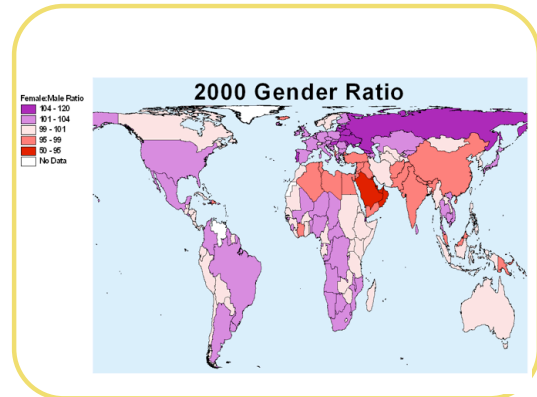 2000 Gender Ratio
Female:Male Ratio
104 - 120
101 - 104
99 - 101
95 - 99
50 - 95
No Data